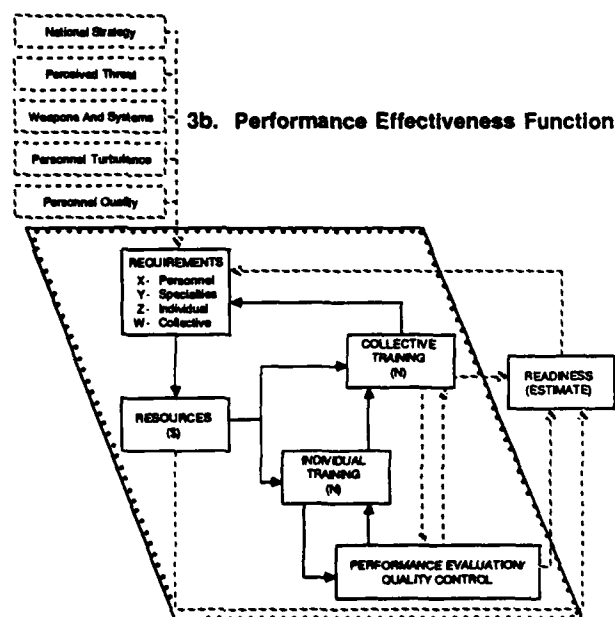 National Strategy
Perceived Threat
Weapons And Systems
Personnel Turbulence
Personnel Quality
3b. Performance Effectiveness Function
REQUIREMENTS
X - Personnel
Y - Specialties
Z - Individual
W - Collective
COLLECTIVE
TRAINING
(N)
READINESS
(ESTIMATE)
RESOURCES
($)
INDIVIDUAL
TRAINING
(N)
PERFORMANCE EVALUATION/
QUALITY CONTROL